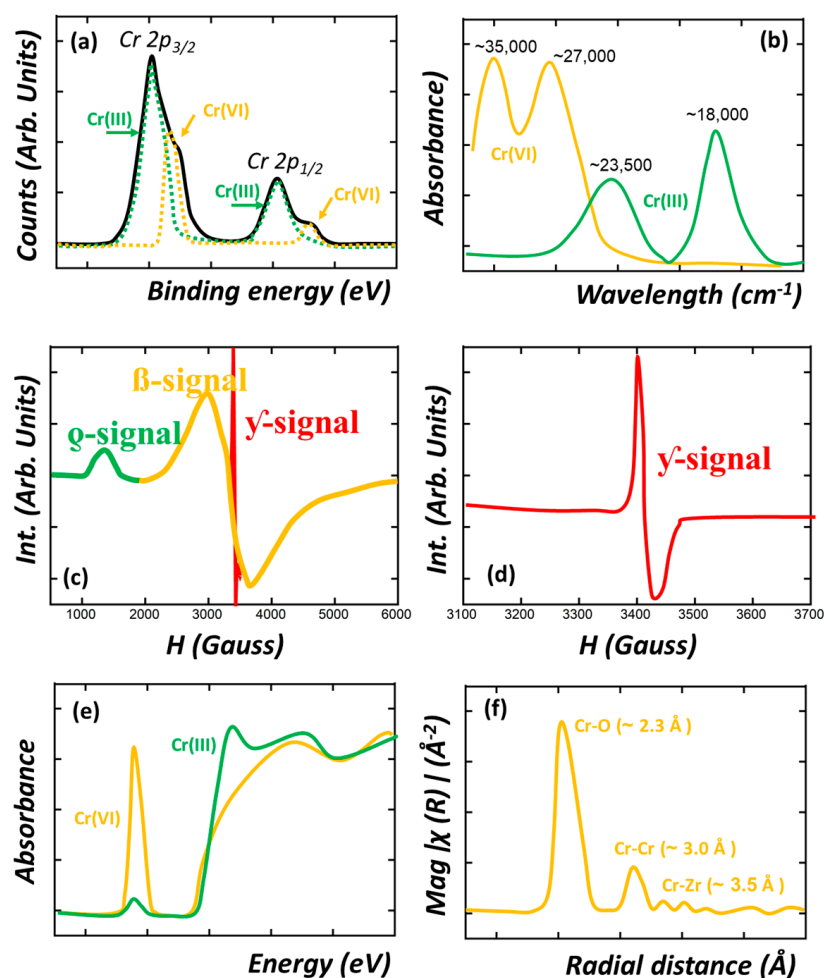 (a)
Cr 2p3/2
Cr(III)
Cr(VI)
Cr 2p1/2
Cr(III)
Cr(VI)
Counts (Arb. Units)
Binding energy (eV)
(b)
~35,000
~27,000
~18,000
~23,500
Cr(VI)
Cr(III)
Absorbance
Wavelength (cm-1)
ϱ-signal
ß-signal
ƴ-signal
(c)
Int. (Arb. Units)
1000 2000 3000 4000 5000 6000
H (Gauss)
ƴ-signal
(d)
Int. (Arb. Units)
3100 3200 3300 3400 3500 3600 3700
H (Gauss)
(e)
Cr(III)
Cr(VI)
Absorbance
Energy (eV)
(f)
Cr-O (~ 2.3 Å )
Cr-Cr (~ 3.0 Å )
Cr-Zr (~ 3.5 Å )
Mag |χ (R) | (Å-2)
Radial distance (Å)